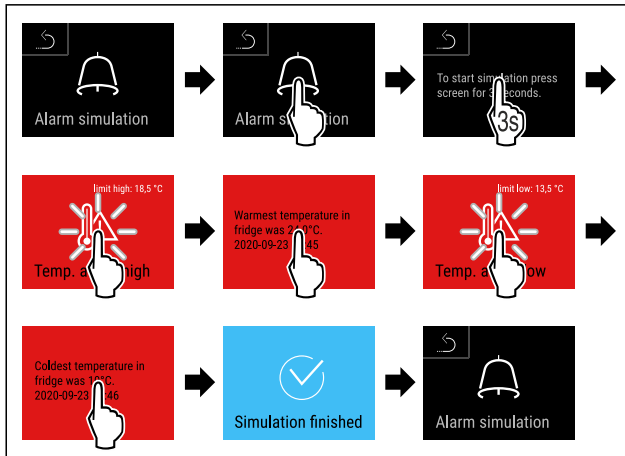 Alarm simulation
Alarm simulation
To start simulation press
screen for 3 seconds.
3s
limit high: 18,5 °C
Temp. high
Warmest temperature in
fridge was °C.
2020-09-23 45
limit low: 13,5 °C
Temp.
Coldest temperature in
fridge was °C.
2020-09-23 46
Simulation finished
Alarm simulation